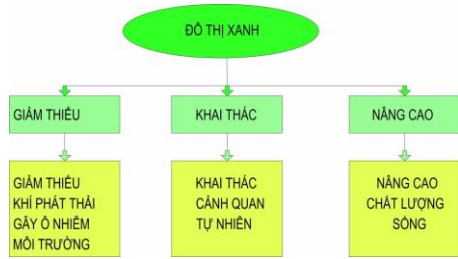 ĐÔ THỊ XANH
GIẢM THIỂU
KHAI THÁC
NÂNG CAO
GIẢM THIỂU
KHÍ PHÁT THẢI
GÂY Ô NHIỄM
MÔI TRƯỜNG
KHAI THÁC
CẢNH QUAN
TỰ NHIÊN
NÂNG CAO
CHẤT LƯỢNG
SỐNG